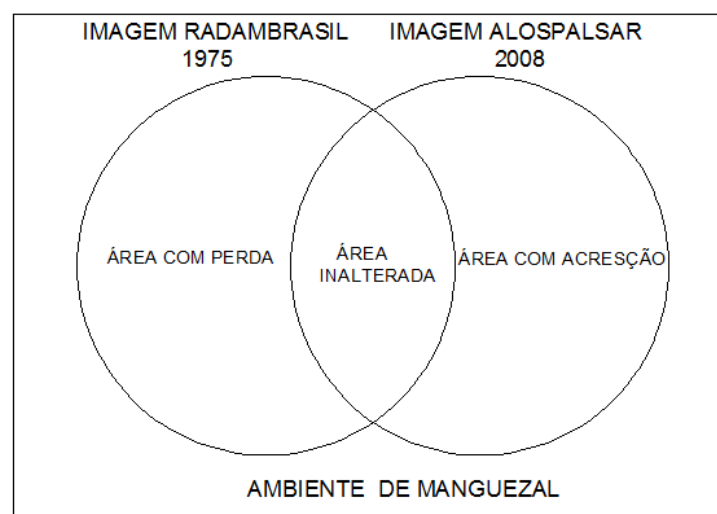 IMAGEM RADAMBRASIL
1975
IMAGEM ALOSPALSAR
2008
ÁREA COM PERDA
ÁREA
INALTERADA
ÁREA COM ACRESÇÃO
AMBIENTE DE MANGUEZAL